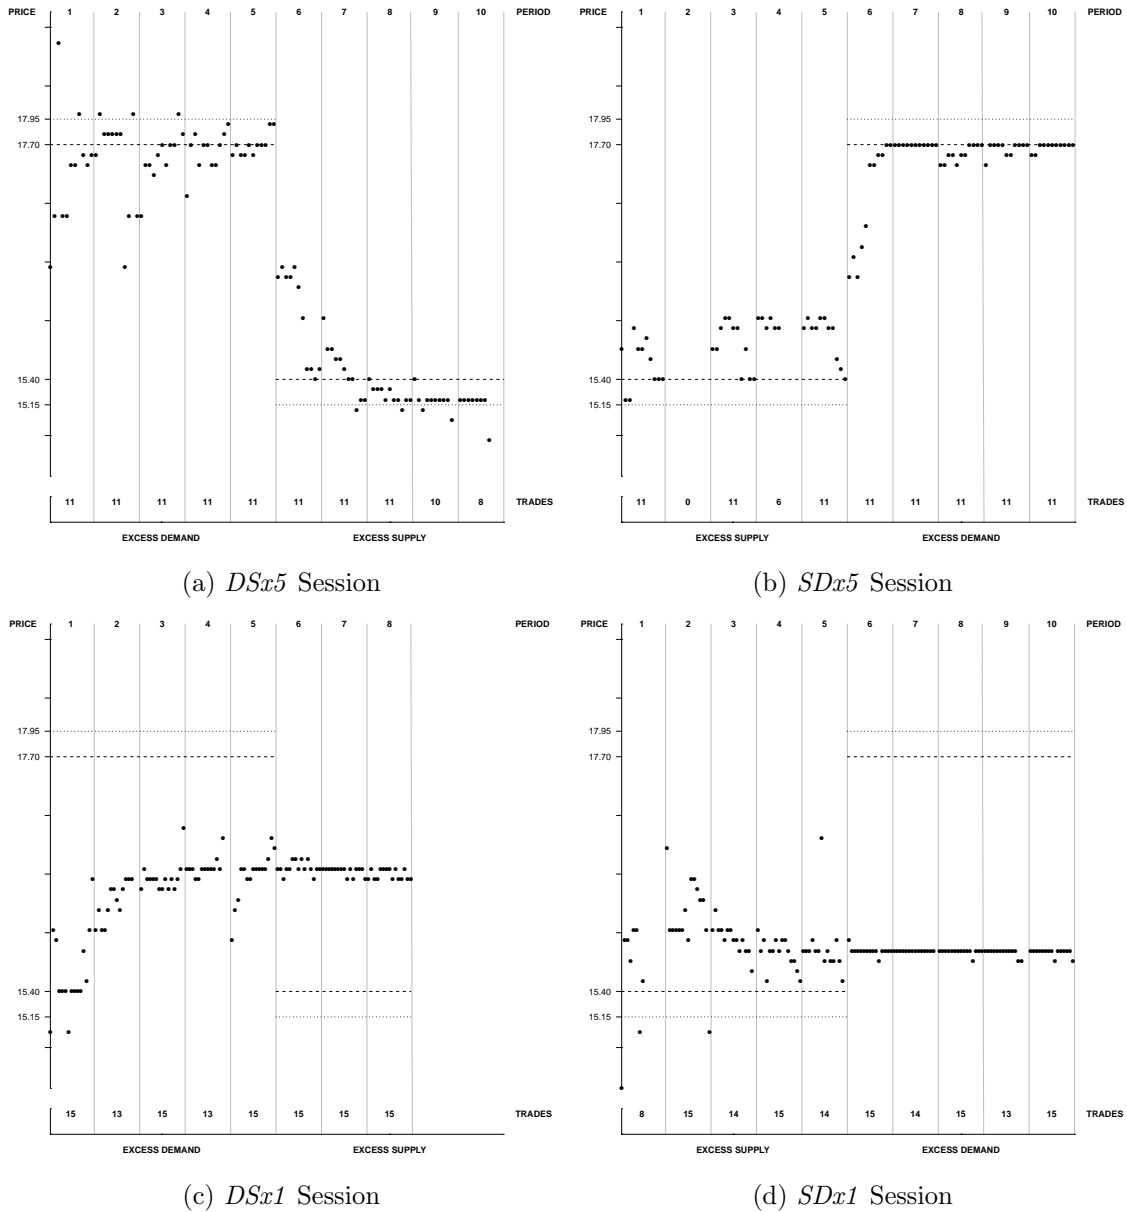 PRICE 1 2 3 4 5 6 7 8 9 10 PERIOD
17.95
17.70
15.40
15.15
11 11 11 11 11 11 11 11 10 8 TRADES
EXCESS DEMAND EXCESS SUPPLY
(a) DSx5 Session
PRICE 1 2 3 4 5 6 7 8 9 10 PERIOD
17.95
17.70
15.40
15.15
11 0 11 6 11 11 11 11 11 11 TRADES
EXCESS SUPPLY EXCESS DEMAND
(b) SDx5 Session
PRICE 1 2 3 4 5 6 7 8 PERIOD
17.95
17.70
15.40
15.15
15 13 15 13 15 15 15 15 TRADES
EXCESS DEMAND EXCESS SUPPLY
(c) DSx1 Session
PRICE 1 2 3 4 5 6 7 8 9 10 PERIOD
17.95
17.70
15.40
15.15
8 15 14 15 14 15 14 15 13 15 TRADES
EXCESS SUPPLY EXCESS DEMAND
(d) SDx1 Session